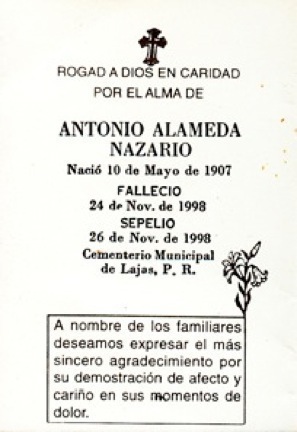 ROGAD A DIOS EN CARIDAD
POR EL ALMA DE
ANTONIO ALAMEDA
NAZARIO
Nació 10 de Mayo de 1907
FALLECIO
24 de Nov. de 1998
SEPELIO
26 de Nov. de 1998
Cementerio Municipal
de Lajas, P. R.
A nombre de los familiares
deseamos expresar el más
sincero agradecimiento por
su demostración de afecto y
cariño en sus momentos de
dolor.